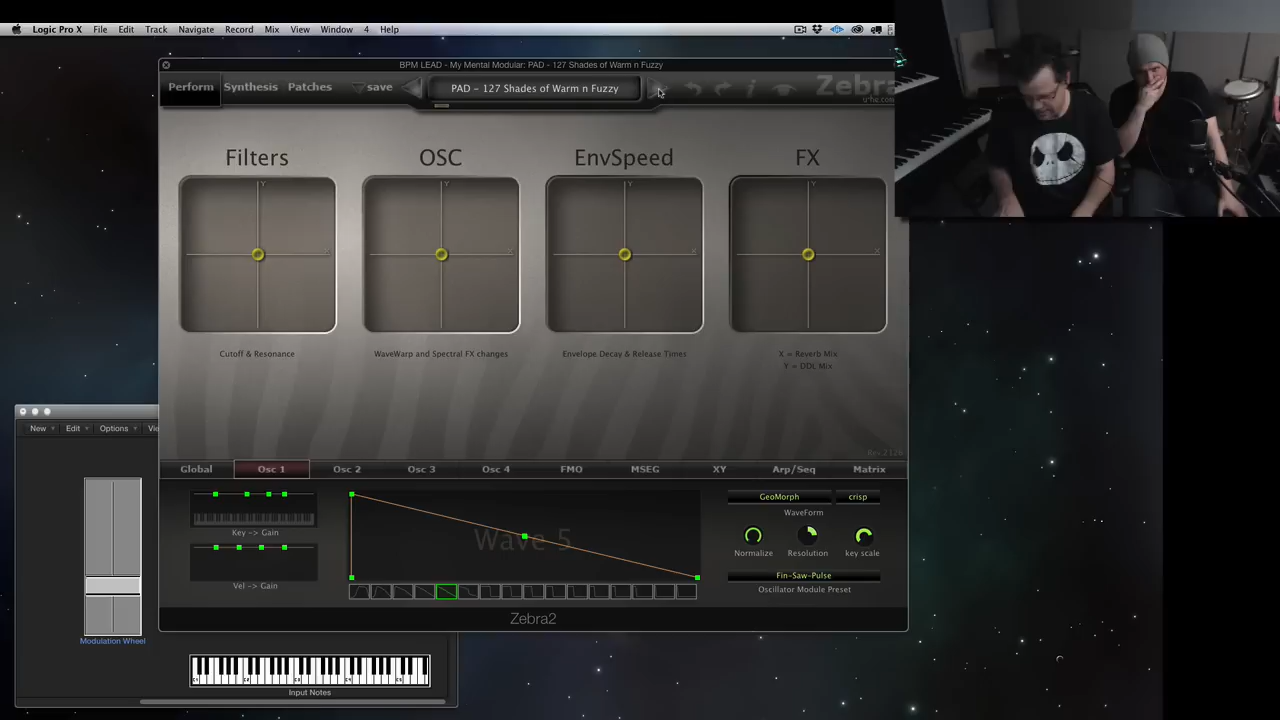 Logic Pro X File Edit Track Navigate Record Mix View Window 4 Help
BPM LEAD - My Mental Modular: PAD - 127 Shades of Warm n Fuzzy
Perform Synthesis Patches save PAD - 127 Shades of Warm n Fuzzy Zebra
u-he.com
Filters OSC EnvSpeed FX
Y Y Y Y
X X X X
Cutoff & Resonance WaveWarp and Spectral FX changes Envelope Decay & Release Times X = Reverb Mix
Y = DDL Mix
Rev 2126
Global Osc 1 Osc 2 Osc 3 Osc 4 FMO MSEG XY Arp/Seq Matrix
Key -> Gain
Vel -> Gain
Wave 5
GeoMorph crisp
WaveForm
Normalize Resolution key scale
Fin-Saw-Pulse
Oscillator Module Preset
Zebra2
New Edit Options
Modulation Wheel
Input Notes